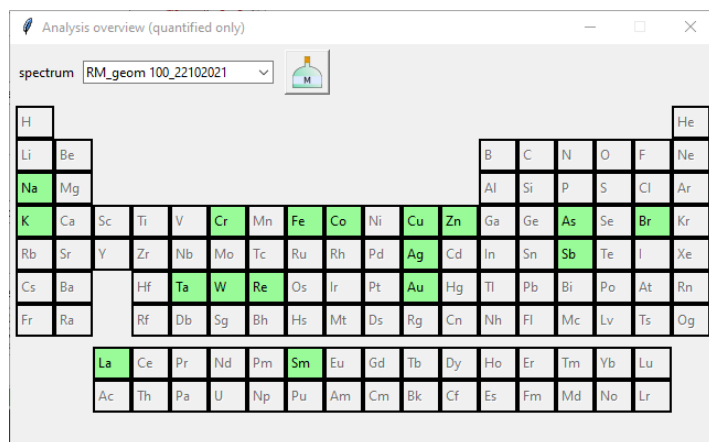 Analysis overview (quantified only)
spectrum RM_geom 100_22102021 M
H He
Li Be B C N O F Ne
Na Mg Al Si P S Cl Ar
K Ca Sc Ti V Cr Mn Fe Co Ni Cu Zn Ga Ge As Se Br Kr
Rb Sr Y Zr Nb Mo Tc Ru Rh Pd Ag Cd In Sn Sb Te I Xe
Cs Ba Hf Ta W Re Os Ir Pt Au Hg Tl Pb Bi Po At Rn
Fr Ra Rf Db Sg Bh Hs Mt Ds Rg Cn Nh Fl Mc Lv Ts Og
La Ce Pr Nd Pm Sm Eu Gd Tb Dy Ho Er Tm Yb Lu
Ac Th Pa U Np Pu Am Cm Bk Cf Es Fm Md No Lr